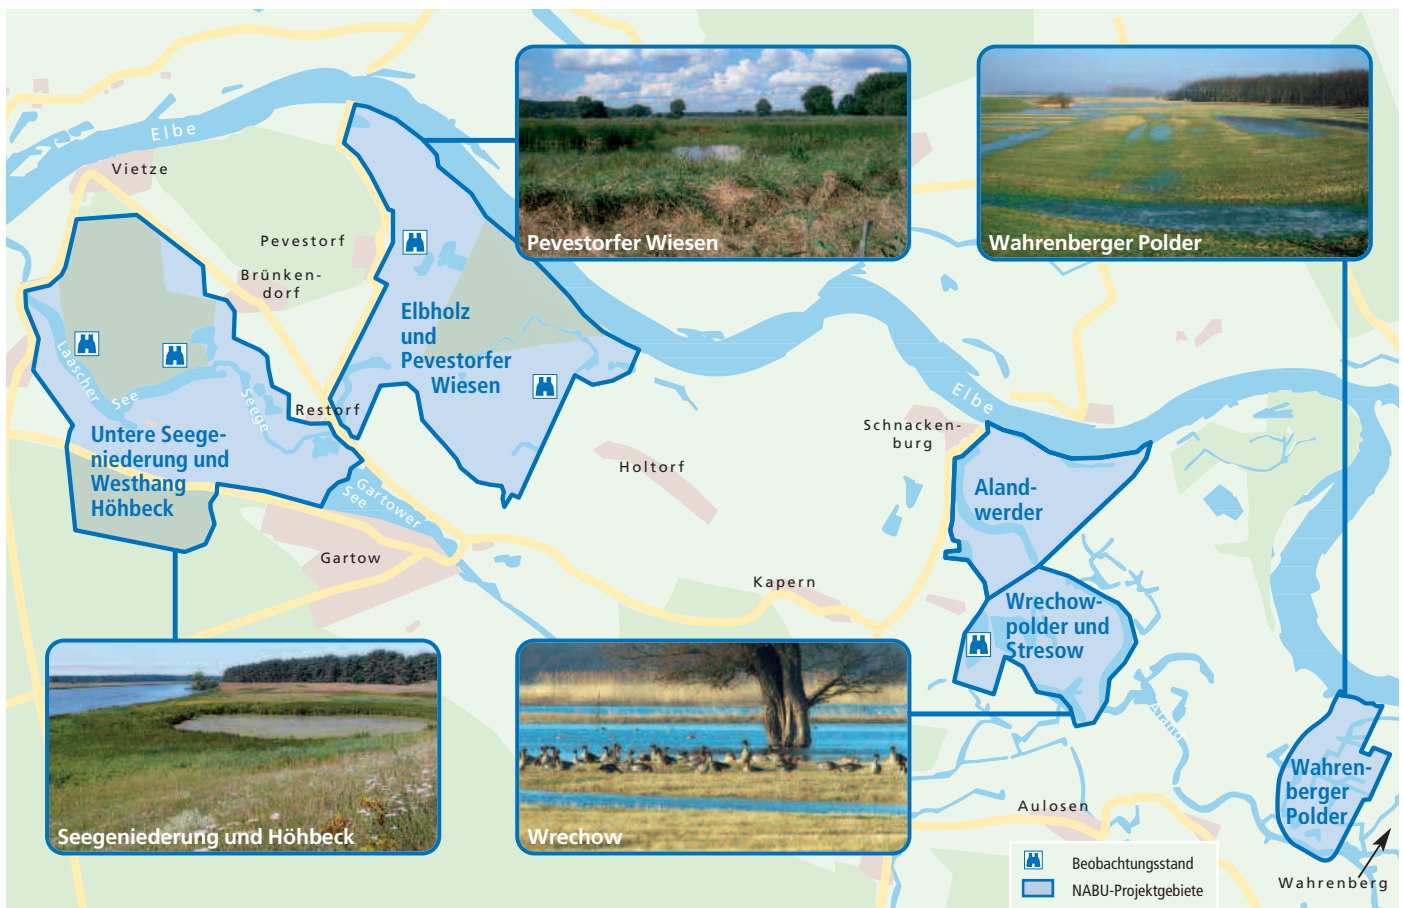 Elbe
Vietze
Pevestorf
Brünken-
dorf
Pevestorfer Wiesen
Wahrenberger Polder
Elbholz
und
Pevestorfer
Wiesen
Laascher
See
Seege
Restorf
Untere Seege-
niederung und
Westhang
Höhbeck
Gartower
See
Gartow
Holtorf
Kapern
Elbe
Schnacken-
burg
Aland-
werder
Wrechow-
polder und
Stresow
Aland
Wahren-
berger
Polder
Aulosen
Wahrenberg
Seegeniederung und Höhbeck
Wrechow
Beobachtungsstand
NABU-Projektgebiete